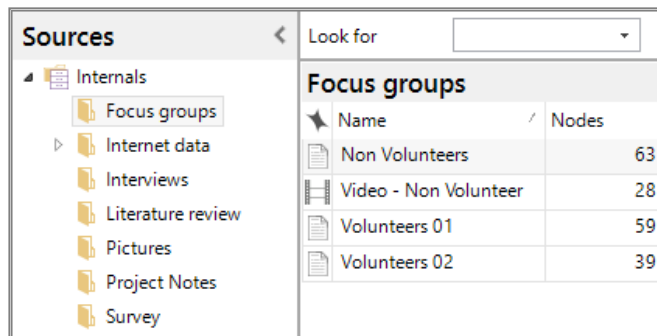 Sources
Internals
Focus groups
Internet data
Interviews
Literature review
Pictures
Project Notes
Survey
Look for
Focus groups
Name Nodes
Non Volunteers 63
Video - Non Volunteer 28
Volunteers 01 59
Volunteers 02 39